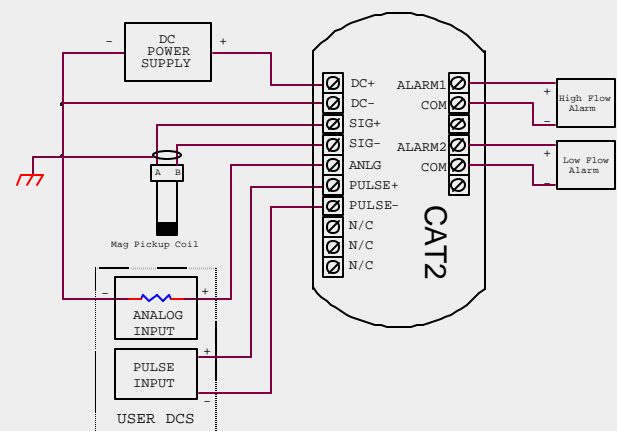 DC
POWER
SUPPLY
-
+
DC+
DC-
SIG+
SIG-
ANLG
PULSE+
PULSE-
N/C
N/C
N/C
ALARM1
COM
ALARM2
COM
CAT2
+
High Flow
Alarm
-
+
Low Flow
Alarm
-
A B
Mag Pickup Coil
-
+
ANALOG
INPUT
PULSE
INPUT
+
-
USER DCS